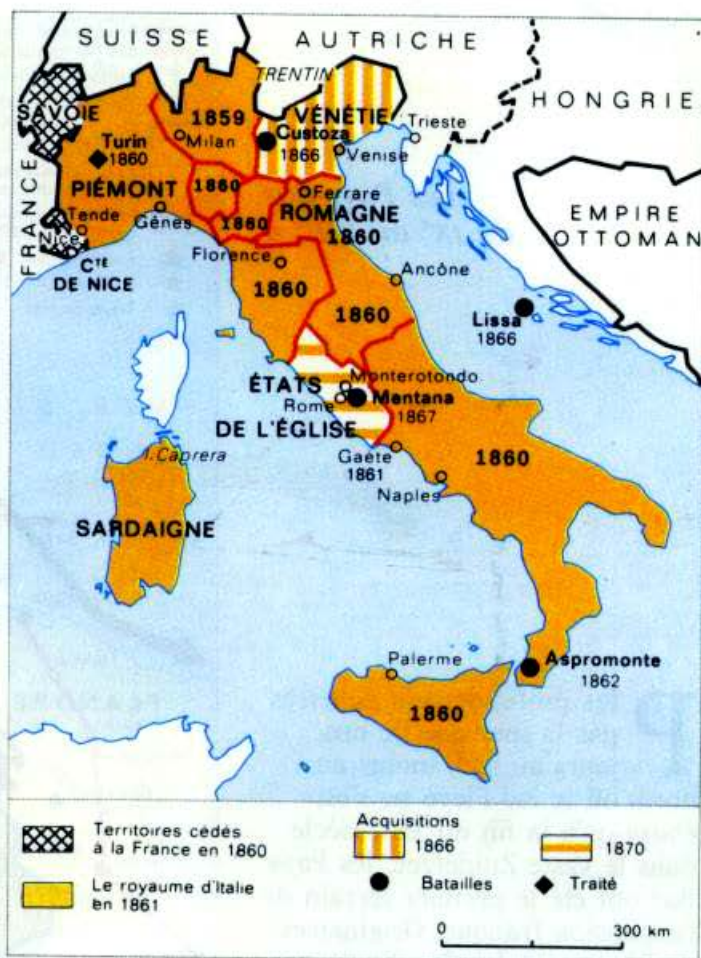 SUISSE
AUTRICHE
TRENTIN
HONGRIE
SAVOIE
1859
VÉNÉTIE
Turin
1860
Milan
Custoza
1866
Venise
Trieste
FRANCE
PIÉMONT
1860
Ferrare
1860
ROMAGNE
1860
EMPIRE
OTTOMAN
Tende
Gênes
Nice
CTÉ
DE NICE
Florence
Ancône
1860
1860
Lissa
1866
ÉTATS
DE L'ÉGLISE
Monterotondo
Rome
Mentana
1867
I. Caprera
Gaète
1861
1860
Naples
SARDAIGNE
Palerme
Aspromonte
1862
1860
Territoires cédés
à la France en 1860
Le royaume d'Italie
en 1861
Acquisitions
1866
1870
Batailles
Traité
0 300 km